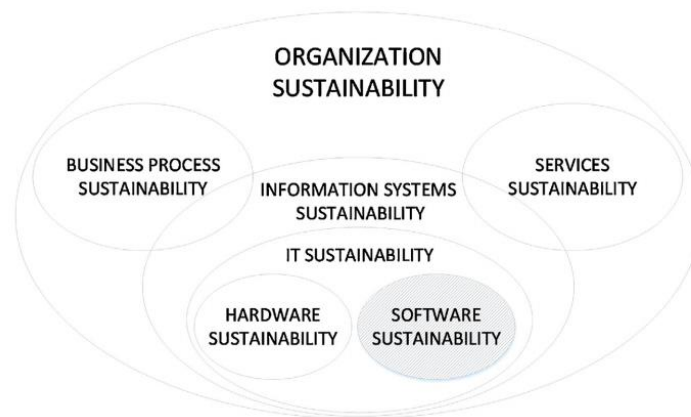 ORGANIZATION
SUSTAINABILITY
BUSINESS PROCESS
SUSTAINABILITY
SERVICES
SUSTAINABILITY
INFORMATION SYSTEMS
SUSTAINABILITY
IT SUSTAINABILITY
HARDWARE
SUSTAINABILITY
SOFTWARE
SUSTAINABILITY